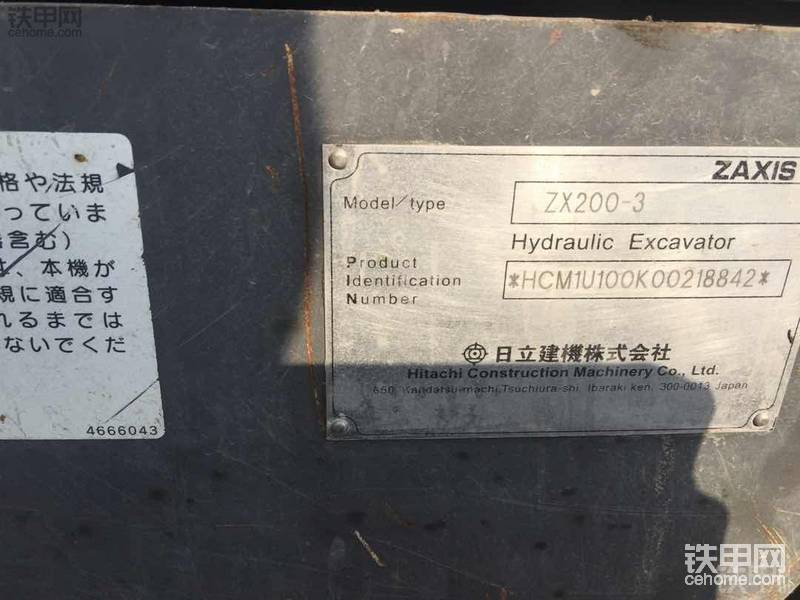 铁甲网
cehome.com
格や法規
っていま
含む)
、本機が
規に適合す
れるまでは
ないでくだ
4666043
ZAXIS
Model/type
ZX200-3
Hydraulic Excavator
Product
Identification
Number
*HCM1U100K00218842*
日立建機株式会社
Hitachi Construction Machinery Co., Ltd.
650, Kandatsu-machi, Tsuchiura-shi, Ibaraki-ken, 300-0013 Japan
铁甲网
cehome.com